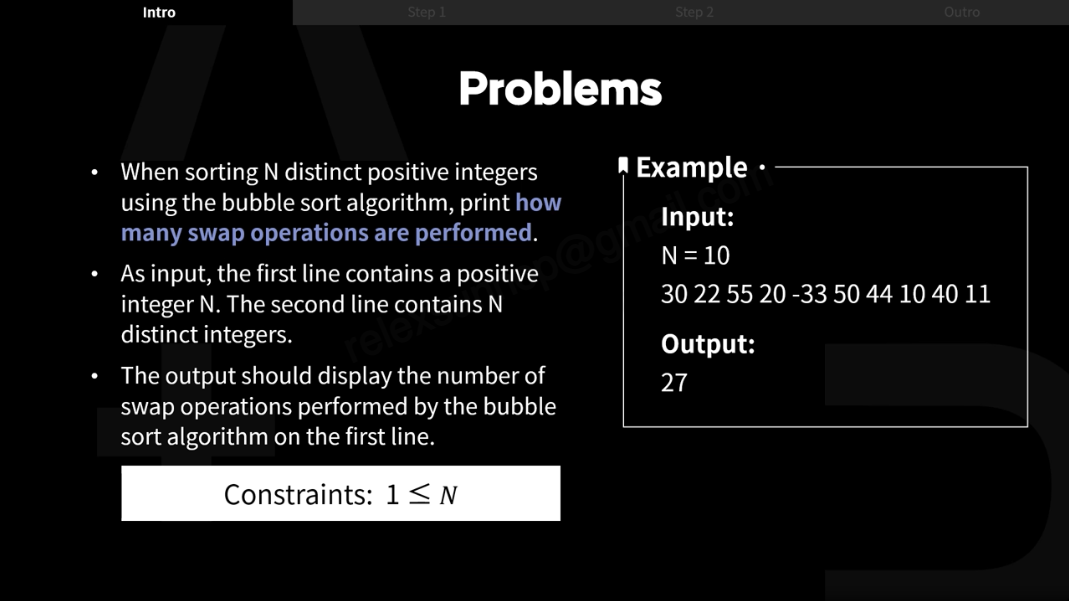 Intro
Step 1
Step 2
Outro
Problems
• When sorting N distinct positive integers
using the bubble sort algorithm, print how
many swap operations are performed.
• As input, the first line contains a positive
integer N. The second line contains N
distinct integers.
• The output should display the number of
swap operations performed by the bubble
sort algorithm on the first line.
Constraints: 1 ≤ N
Example
Input:
N = 10
30 22 55 20 -33 50 44 10 40 11
Output:
27